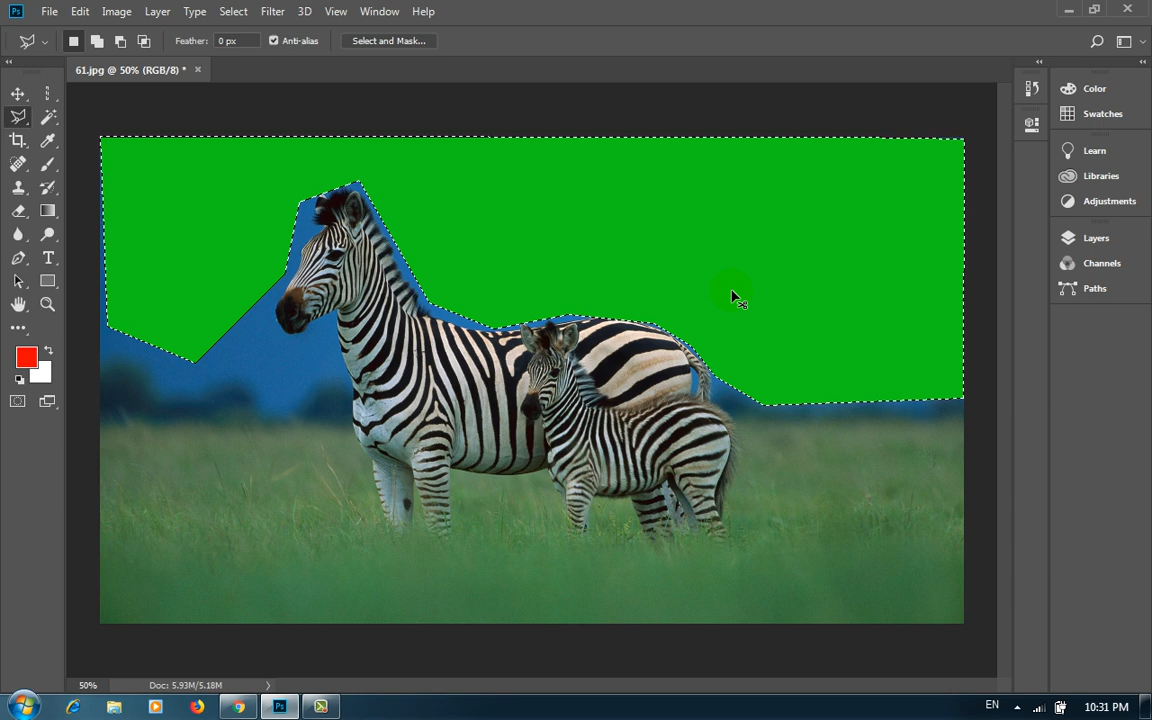 Ps File Edit Image Layer Type Select Filter 3D View Window Help
Feather: 0 px Anti-alias Select and Mask...
61.jpg @ 50% (RGB/8) * ×
Color
Swatches
Learn
Libraries
Adjustments
Layers
Channels
Paths
50% Doc: 5.93M/5.18M
Ps EN 10:31 PM